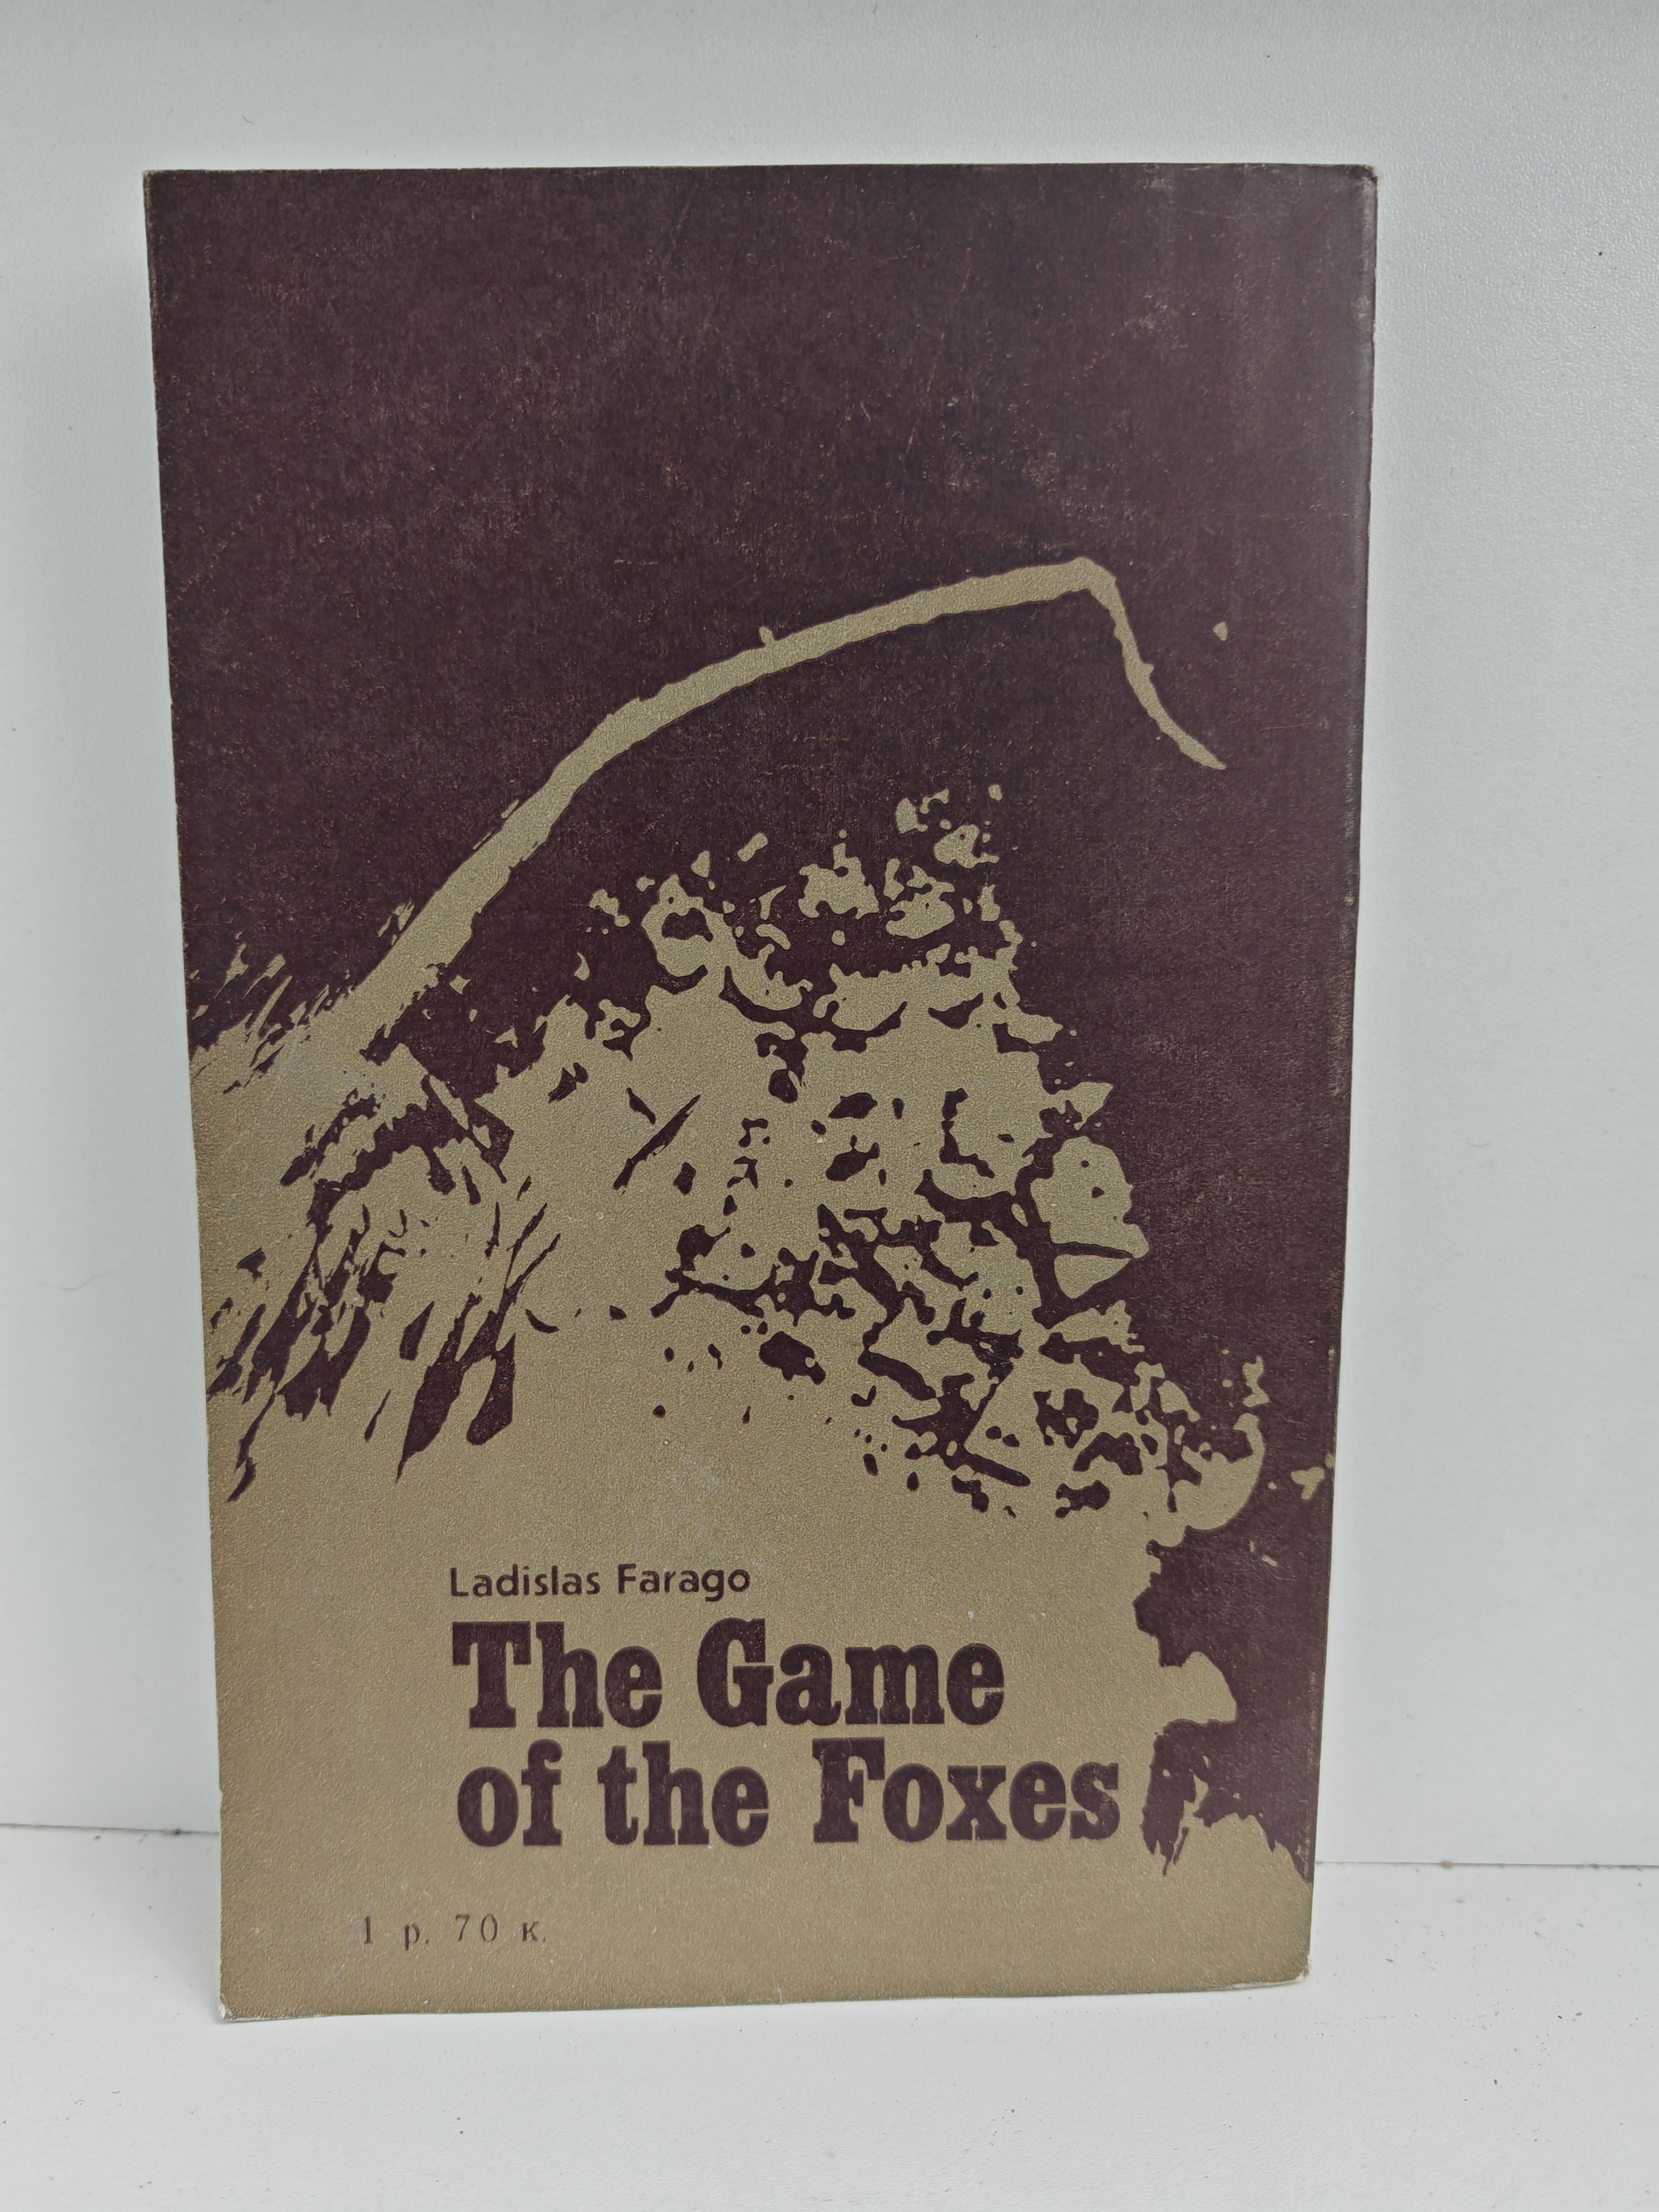 Ladislas Farago
The Game
of the Foxes
1 р. 70 к.